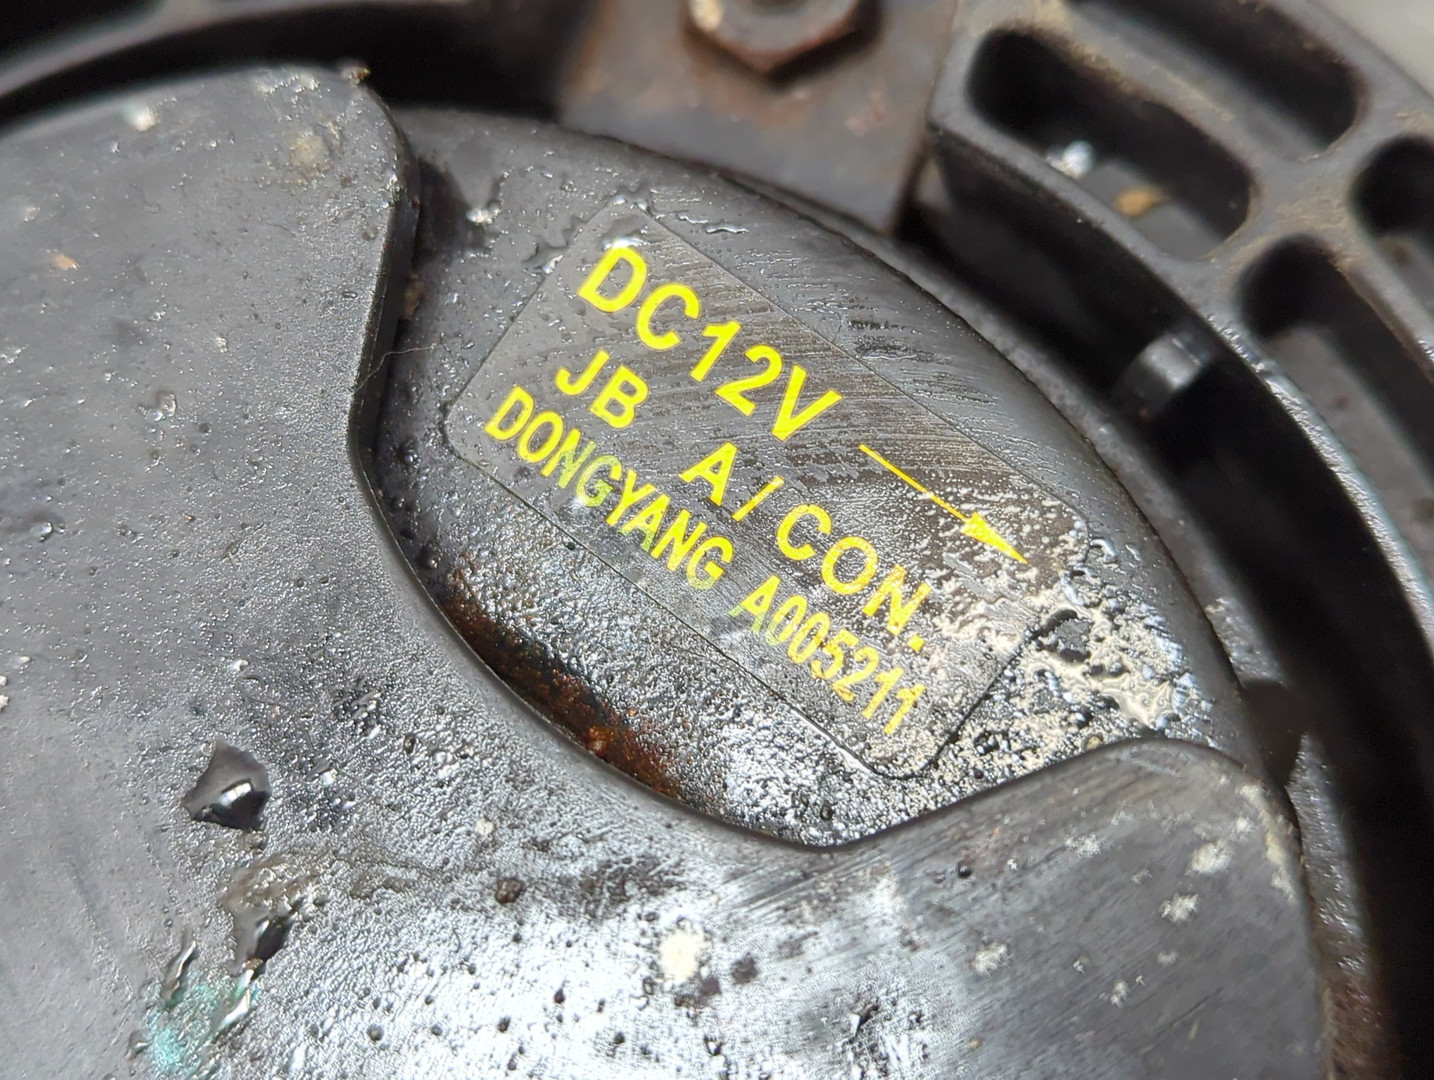 DC12V
JB A/CON.
DONGYANG A005211